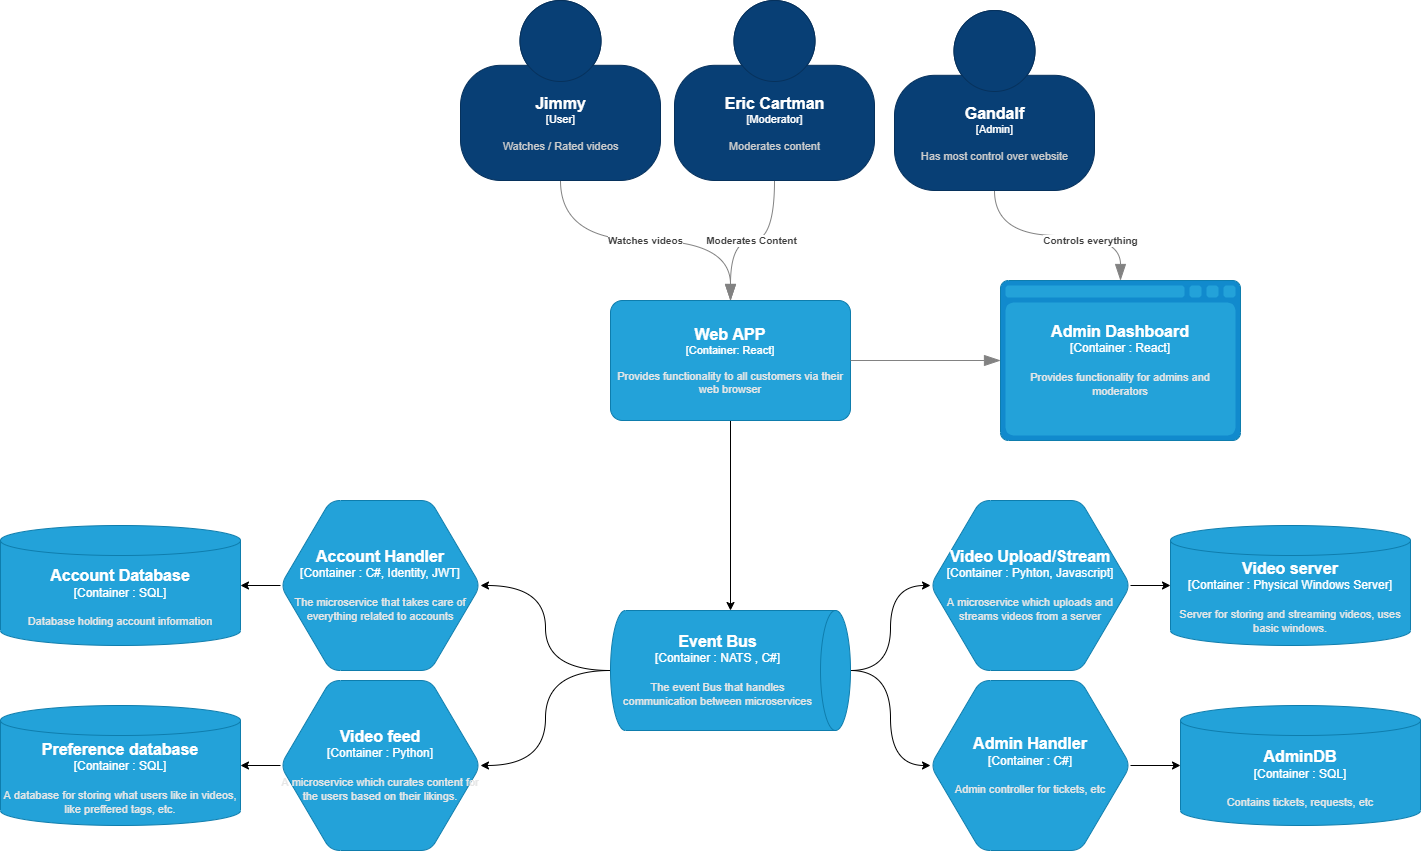 Jimmy
[User]
Watches / Rated videos
Eric Cartman
[Moderator]
Moderates content
Gandalf
[Admin]
Has most control over website
Watches videos
Moderates Content
Controls everything
Web APP
[Container: React]
Provides functionality to all customers via their
web browser
Admin Dashboard
[Container : React]
Provides functionality for admins and
moderators
Account Database
[Container : SQL]
Database holding account information
Account Handler
[Container : C#, Identity, JWT]
The microservice that takes care of
everything related to accounts
Video Upload/Stream
[Container : Pyhton, Javascript]
A microservice which uploads and
streams videos from a server
Video server
[Container : Physical Windows Server]
Server for storing and streaming videos, uses
basic windows.
Event Bus
[Container : NATS , C#]
The event Bus that handles
communication between microservices
Preference database
[Container : SQL]
A database for storing what users like in videos,
like preffered tags, etc.
Video feed
[Container : Python]
A microservice which curates content for
the users based on their likings.
Admin Handler
[Container : C#]
Admin controller for tickets, etc
AdminDB
[Container : SQL]
Contains tickets, requests, etc